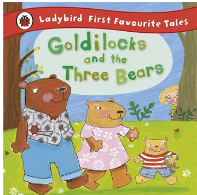 Ladybird First Favourite Tales
Goldilocks
and the
Three Bears